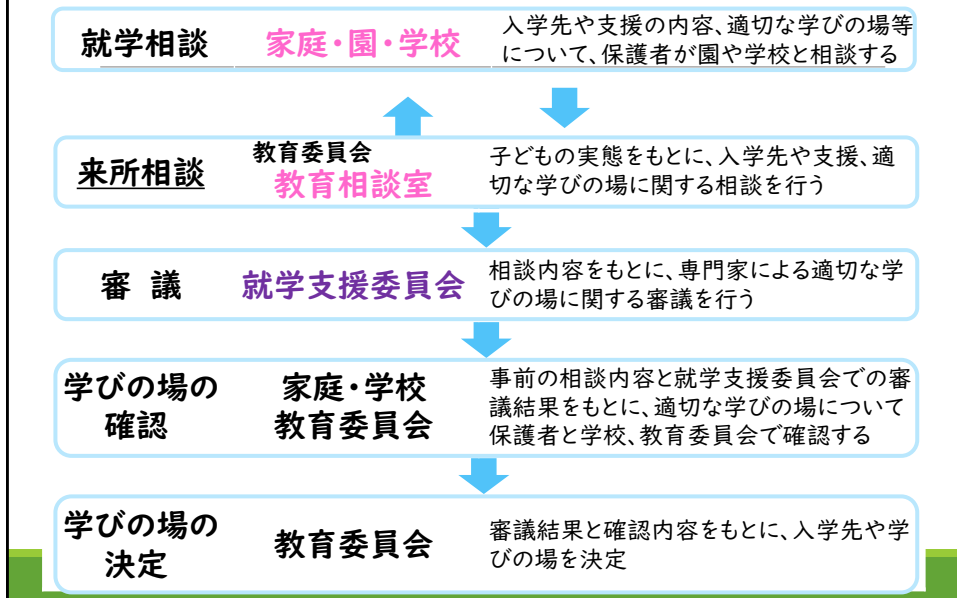 就学相談
家庭・園・学校
入学先や支援の内容、適切な学びの場等
について、保護者が園や学校と相談する
来所相談
教育委員会
教育相談室
子どもの実態をもとに、入学先や支援、適
切な学びの場に関する相談を行う
審 議
就学支援委員会
相談内容をもとに、専門家による適切な学
びの場に関する審議を行う
学びの場の
確認
家庭・学校
教育委員会
事前の相談内容と就学支援委員会での審
議結果をもとに、適切な学びの場について
保護者と学校、教育委員会で確認する
学びの場の
決定
教育委員会
審議結果と確認内容をもとに、入学先や学
びの場を決定